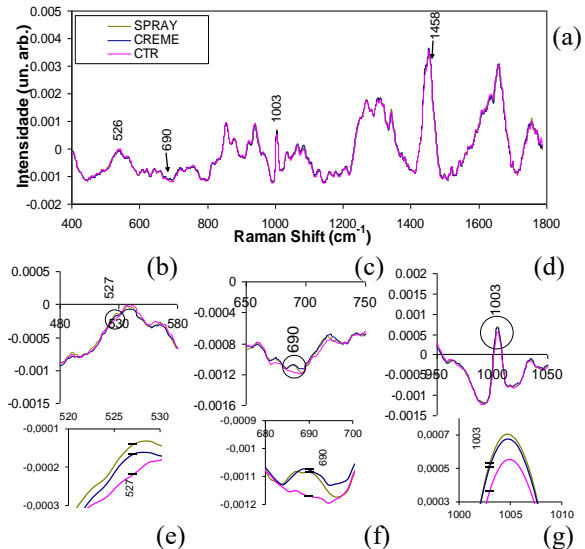 SPRAY
CREME
CTR
(a)
Intensidade (un. arb.)
0.005
0.004
0.003
0.002
0.001
0
-0.001
-0.002
526
690
1003
1458
400 600 800 1000 1200 1400 1600 1800
Raman Shift (cm⁻¹)
(b)
527
0.0005
0
-0.0005
-0.001
-0.0015
480 530 580
(c)
690
0
-0.0004
-0.0008
-0.0012
-0.0016
650 700 750
(d)
1003
0.0015
0.001
0.0005
0
-0.0005
-0.001
-0.0015
950 1000 1050
520 525 530
-0.0001
-0.0002
-0.0003
527
(e)
-0.0009
-0.001
-0.0011
-0.0012
680 690 700
690
(f)
0.0007
0.0005
0.0003
1003
1000 1005 1010
(g)